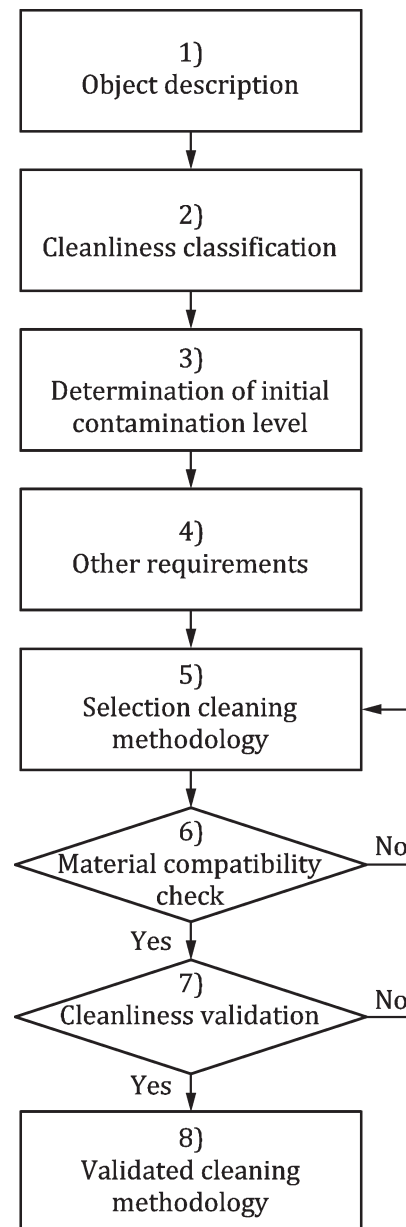 1)
Object description
2)
Cleanliness classification
3)
Determination of initial
contamination level
4)
Other requirements
5)
Selection cleaning
methodology
6)
Material compatibility
check
No
Yes
7)
Cleanliness validation
No
Yes
8)
Validated cleaning
methodology